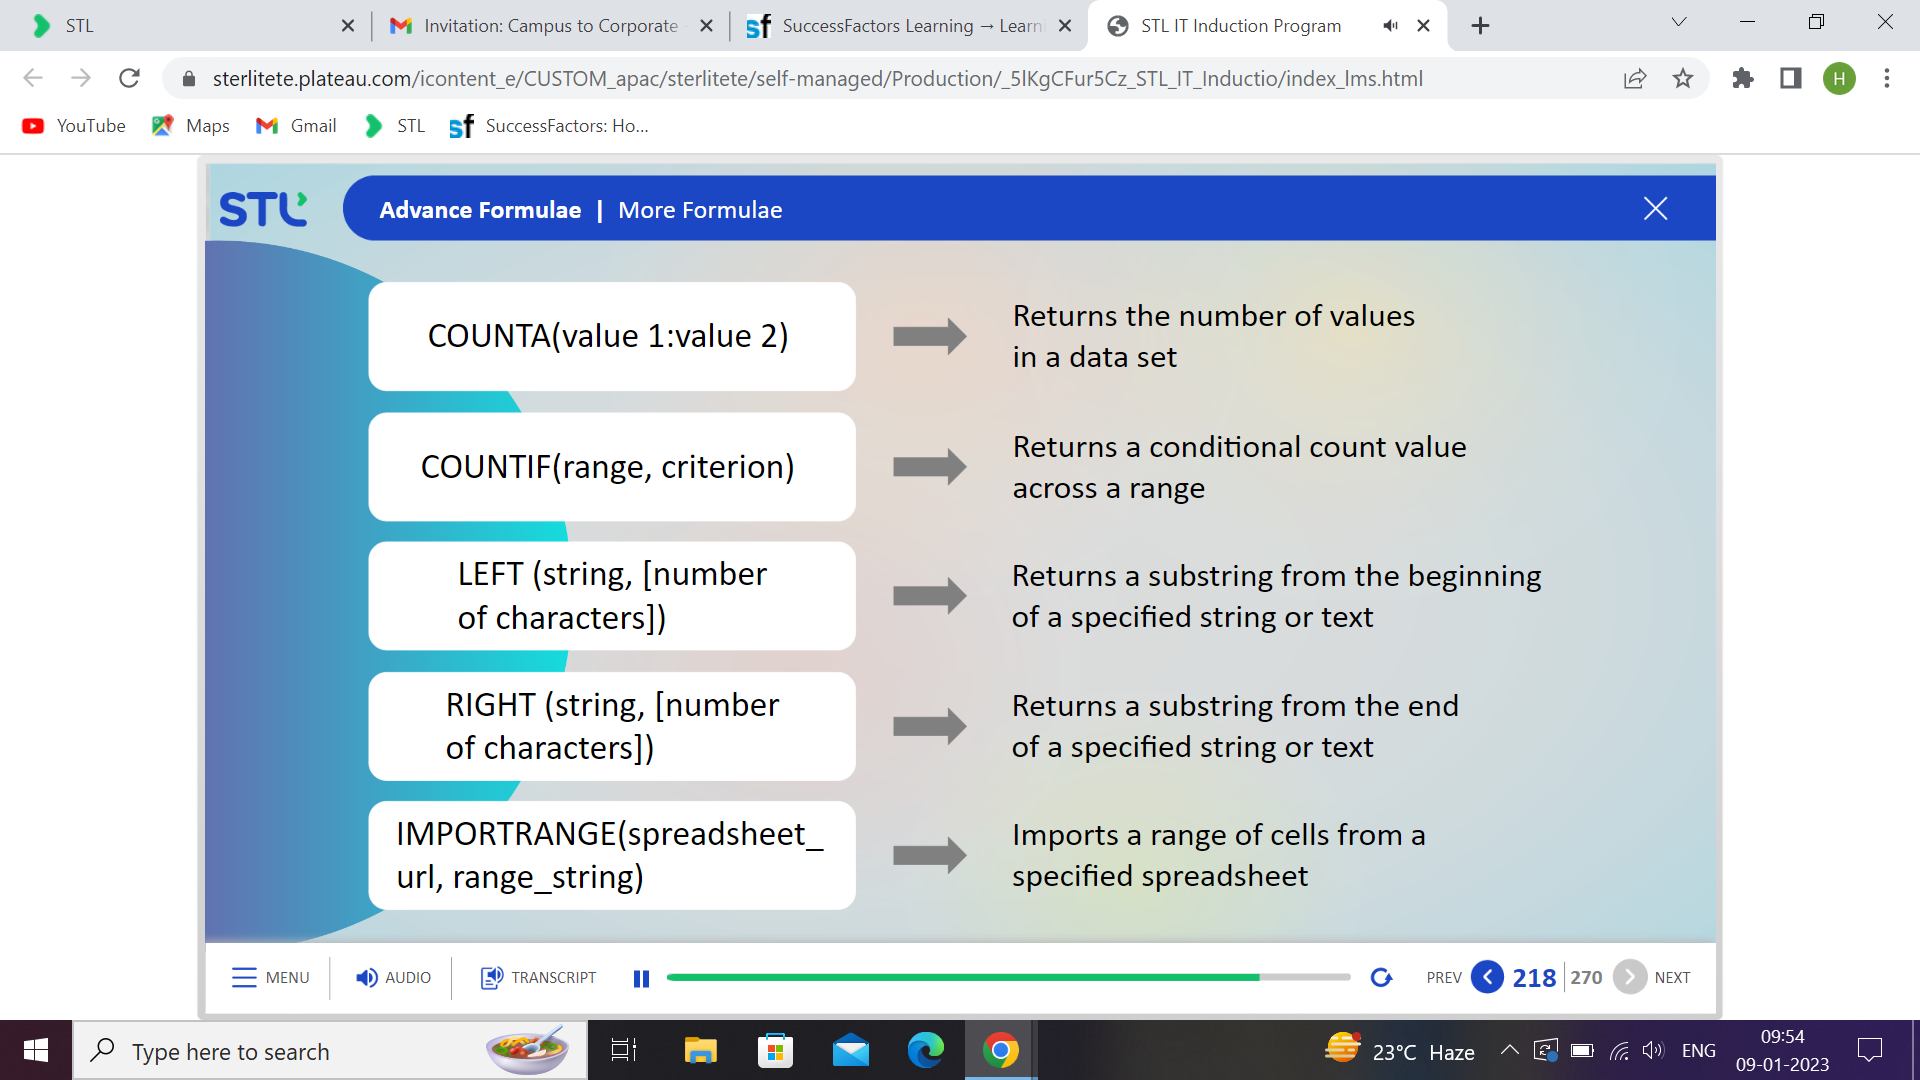 STL
Invitation: Campus to Corporate
SuccessFactors Learning → Learni
STL IT Induction Program
sterlitete.plateau.com/icontent_e/CUSTOM_apac/sterlitete/self-managed/Production/_5lKgCFur5Cz_STL_IT_Inductio/index_lms.html
H
YouTube
Maps
Gmail
STL
SuccessFactors: Ho...
STL
Advance Formulae | More Formulae
COUNTA(value 1:value 2)
Returns the number of values
in a data set
COUNTIF(range, criterion)
Returns a conditional count value
across a range
LEFT (string, [number
of characters])
Returns a substring from the beginning
of a specified string or text
RIGHT (string, [number
of characters])
Returns a substring from the end
of a specified string or text
IMPORTRANGE(spreadsheet_
url, range_string)
Imports a range of cells from a
specified spreadsheet
MENU
AUDIO
TRANSCRIPT
PREV
218 | 270
NEXT
Type here to search
23°C Haze
ENG
09:54
09-01-2023